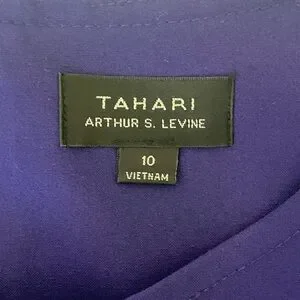 TAHARI
ARTHUR S. LEVINE
10
VIETNAM